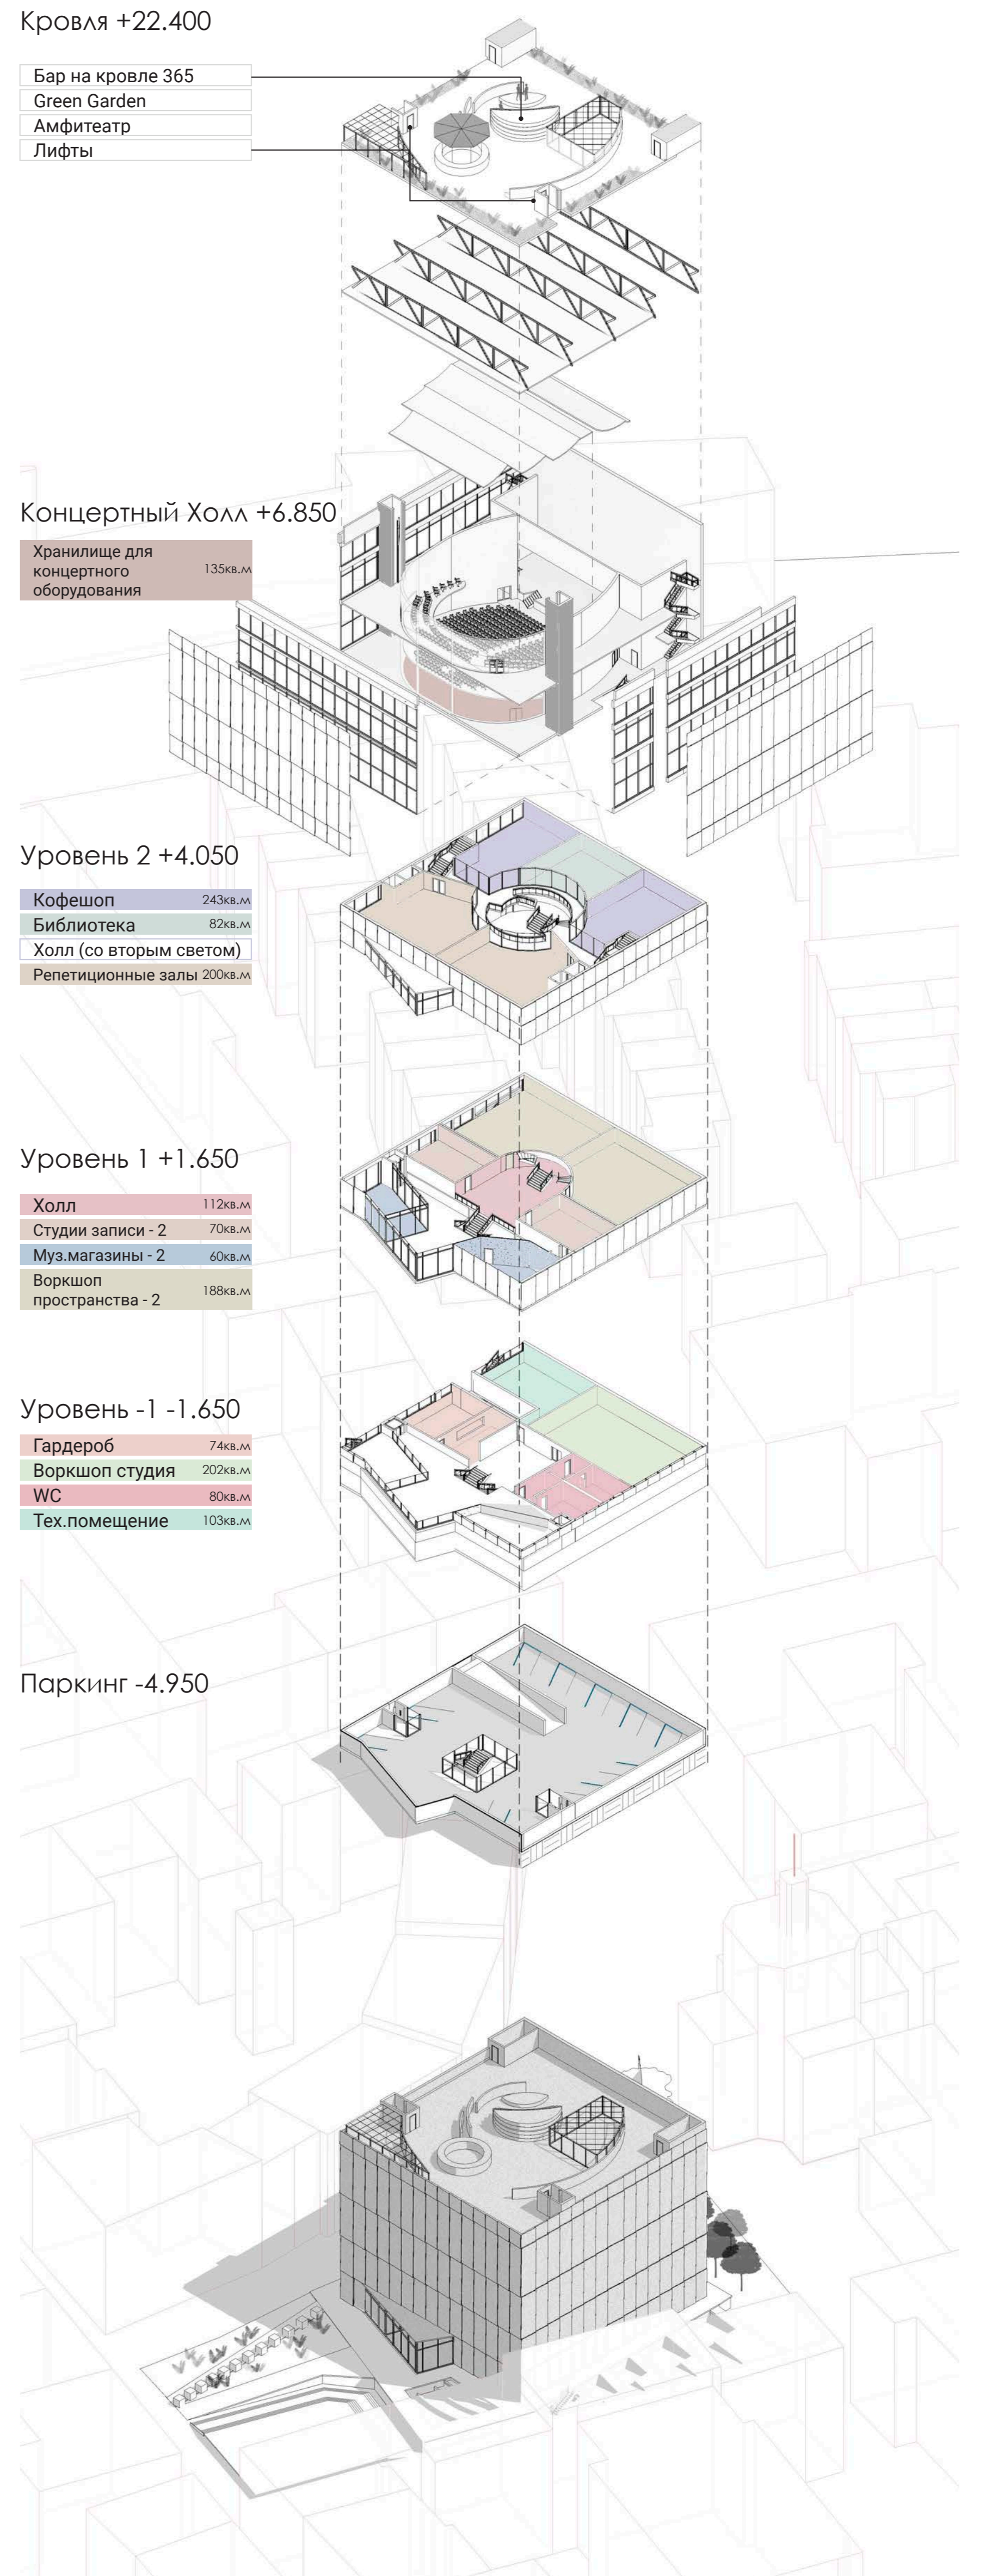 Кровля +22.400
Бар на кровле 365
Green Garden
Амфитеатр
Лифты
Концертный Холл +6.850
Хранилище для
концертного 135кв.м
оборудования
Уровень 2 +4.050
Кофешоп 243кв.м
Библиотека 82кв.м
Холл (со вторым светом)
Репетиционные залы 200кв.м
Уровень 1 +1.650
Холл 112кв.м
Студии записи - 2 70кв.м
Муз.магазины - 2 60кв.м
Воркшоп 188кв.м
пространства - 2
Уровень -1 -1.650
Гардероб 74кв.м
Воркшоп студия 202кв.м
WC 80кв.м
Тех.помещение 103кв.м
Паркинг -4.950